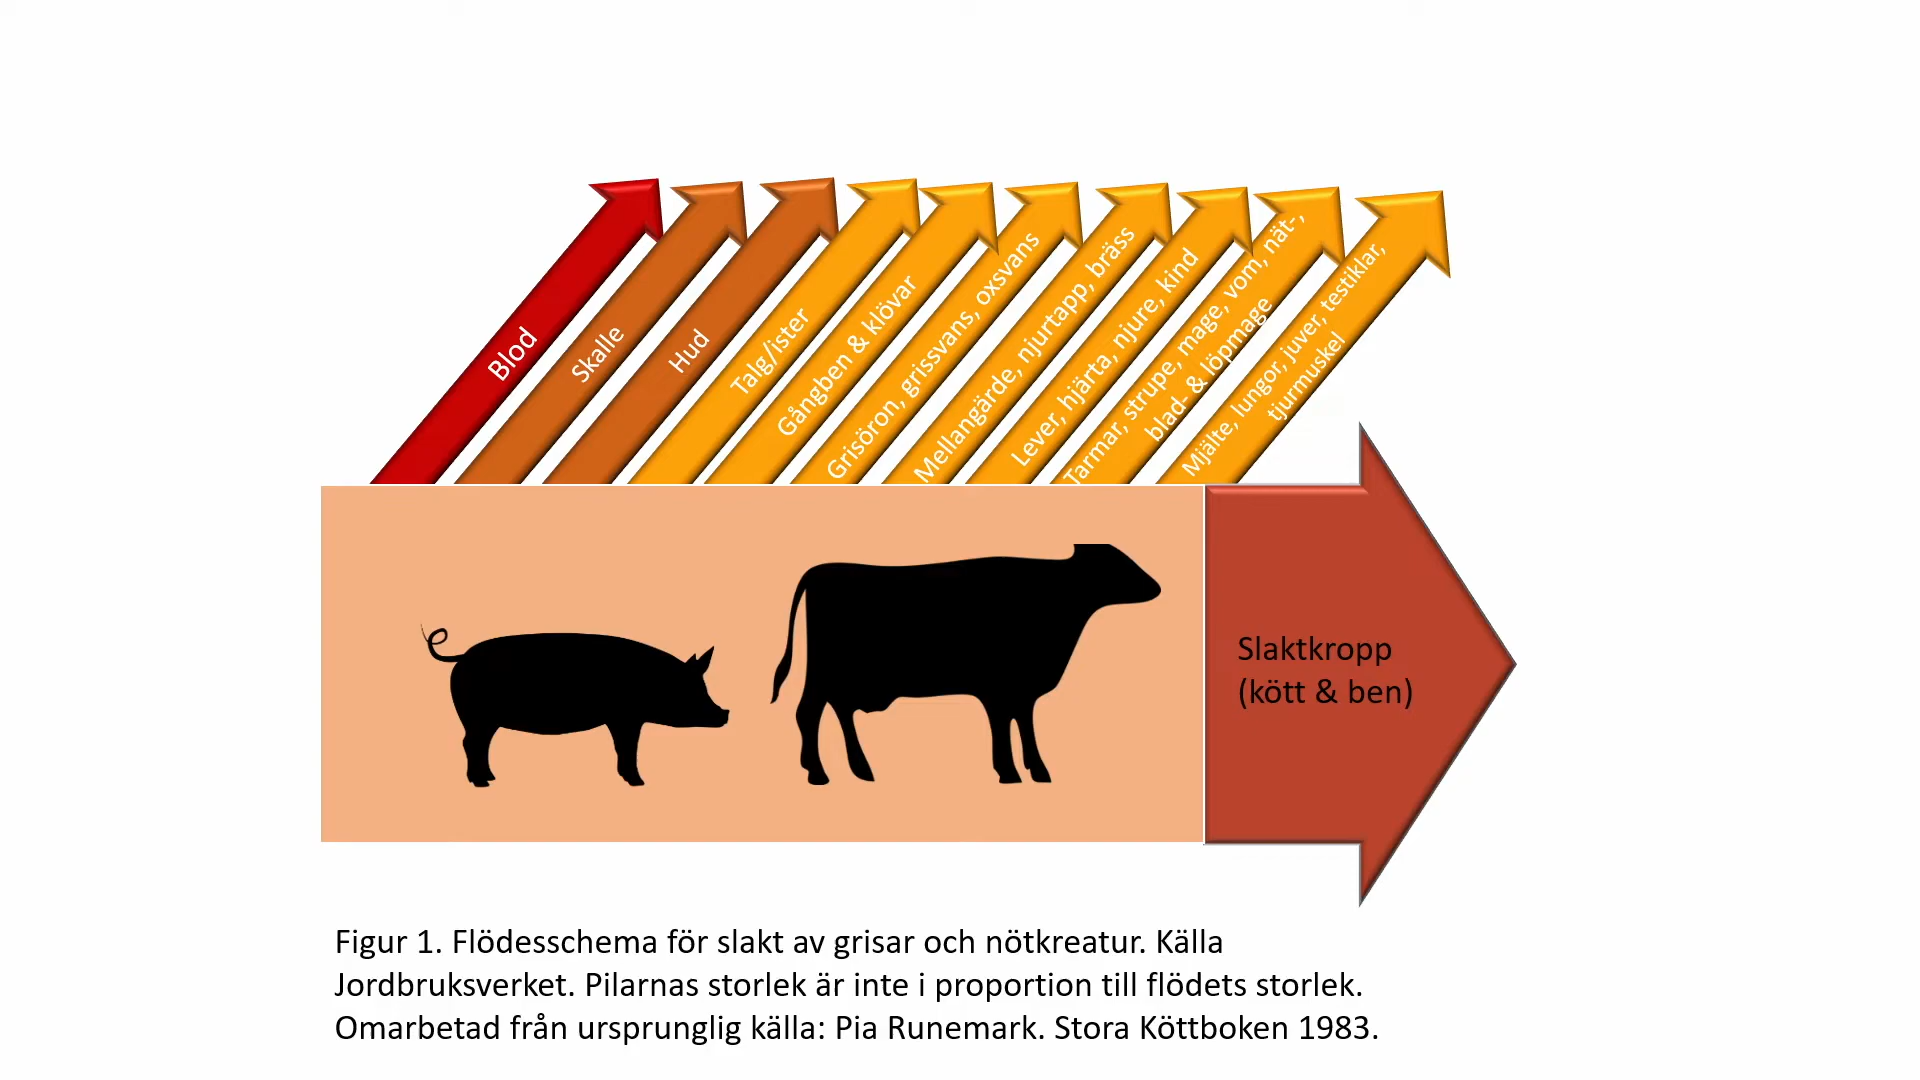 Blod
Skalle
Hud
Talg/ister
Gångben & klövar
Grisöron, grissvans, oxsvans
Mellangärde, njurtapp, bräss
Lever, hjärta, njure, kind
Tarmar, strupe, mage, vom, nät-,
blad- & löpmage
Mjälte, lungor, juver, testiklar,
tjurmuskel
Slaktkropp
(kött & ben)
Figur 1. Flödesschema för slakt av grisar och nötkreatur. Källa
Jordbruksverket. Pilarnas storlek är inte i proportion till flödets storlek.
Omarbetad från ursprunglig källa: Pia Runemark. Stora Köttboken 1983.